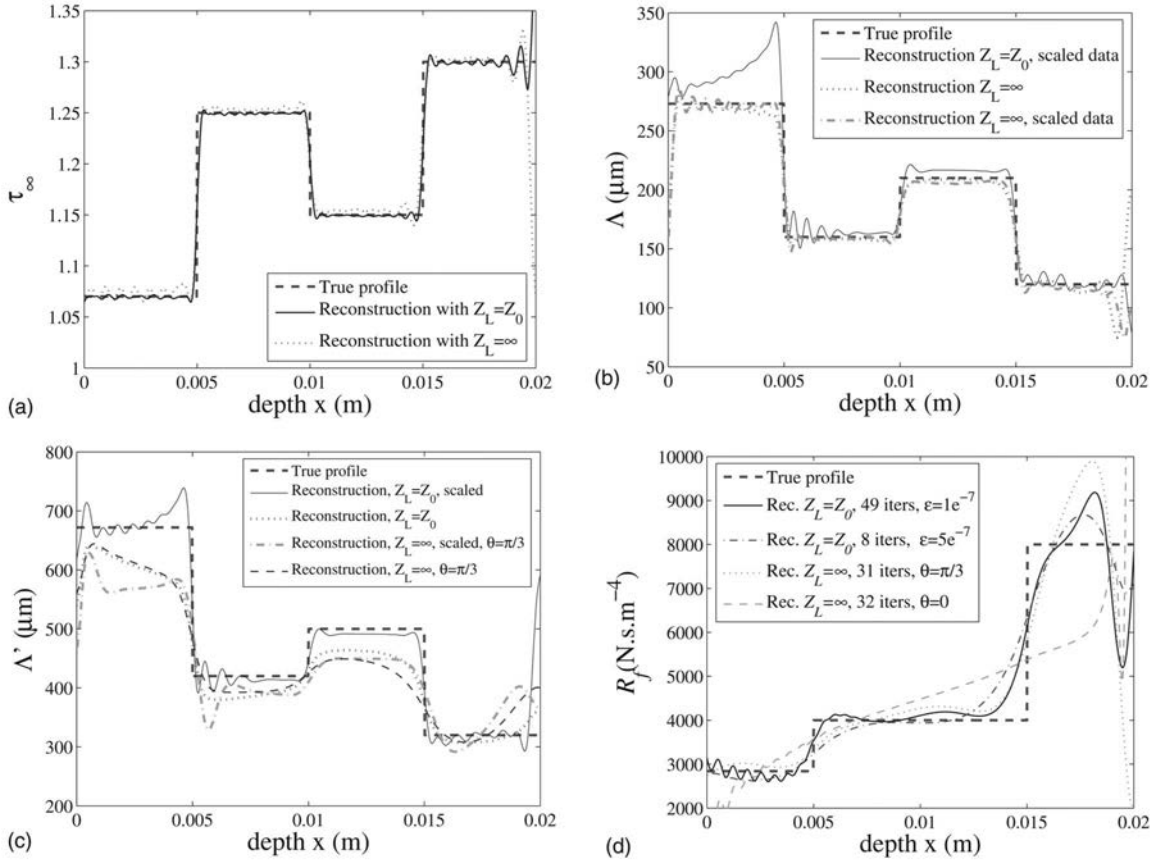 (a)
1.35
1.3
1.25
1.2
1.15
1.1
1.05
1
τ∞
True profile
Reconstruction with Z_L=Z_0
Reconstruction with Z_L=∞
0
0.005
0.01
0.015
0.02
depth x (m)
(b)
350
300
250
200
150
100
50
Λ (μm)
True profile
Reconstruction Z_L=Z_0, scaled data
Reconstruction Z_L=∞
Reconstruction Z_L=∞, scaled data
0
0.005
0.01
0.015
0.02
depth x (m)
(c)
800
700
600
500
400
300
200
Λ' (μm)
True profile
Reconstruction, Z_L=Z_0, scaled
Reconstruction, Z_L=Z_0
Reconstruction, Z_L=∞, scaled, θ=π/3
Reconstruction, Z_L=∞, θ=π/3
0
0.005
0.01
0.015
0.02
depth x (m)
(d)
10000
9000
8000
7000
6000
5000
4000
3000
2000
R_f(N.s.m⁻⁴)
True profile
Rec. Z_L=Z_0, 49 iters, ε=1e⁻⁷
Rec. Z_L=Z_0, 8 iters, ε=5e⁻⁷
Rec. Z_L=∞, 31 iters, θ=π/3
Rec. Z_L=∞, 32 iters, θ=0
0
0.005
0.01
0.015
0.02
depth x (m)